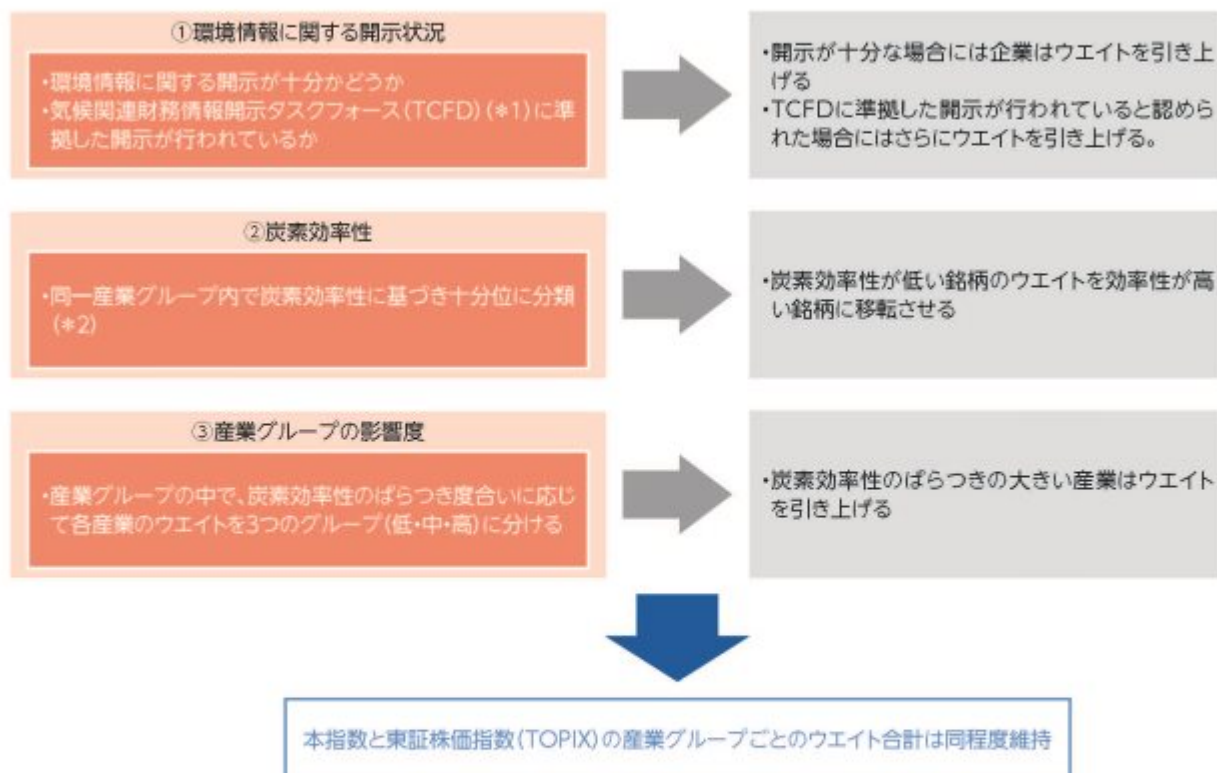 ①環境情報に関する開示状況
・環境情報に関する開示が十分かどうか
・気候関連財務情報開示タスクフォース(TCFD)(*1)に準
拠した開示が行われているか
・開示が十分な場合には企業はウエイトを引き上
げる
・TCFDに準拠した開示が行われていると認めら
れた場合にはさらにウエイトを引き上げる。
②炭素効率性
・同一産業グループ内で炭素効率性に基づき十分位に分類
(*2)
・炭素効率性が低い銘柄のウエイトを効率性が高
い銘柄に移転させる
③産業グループの影響度
・産業グループの中で、炭素効率性のばらつき度合いに応じ
て各産業のウエイトを3つのグループ(低・中・高)に分ける
・炭素効率性のばらつきの大きい産業はウエイト
を引き上げる
本指数と東証株価指数(TOPIX)の産業グループごとのウエイト合計は同程度維持